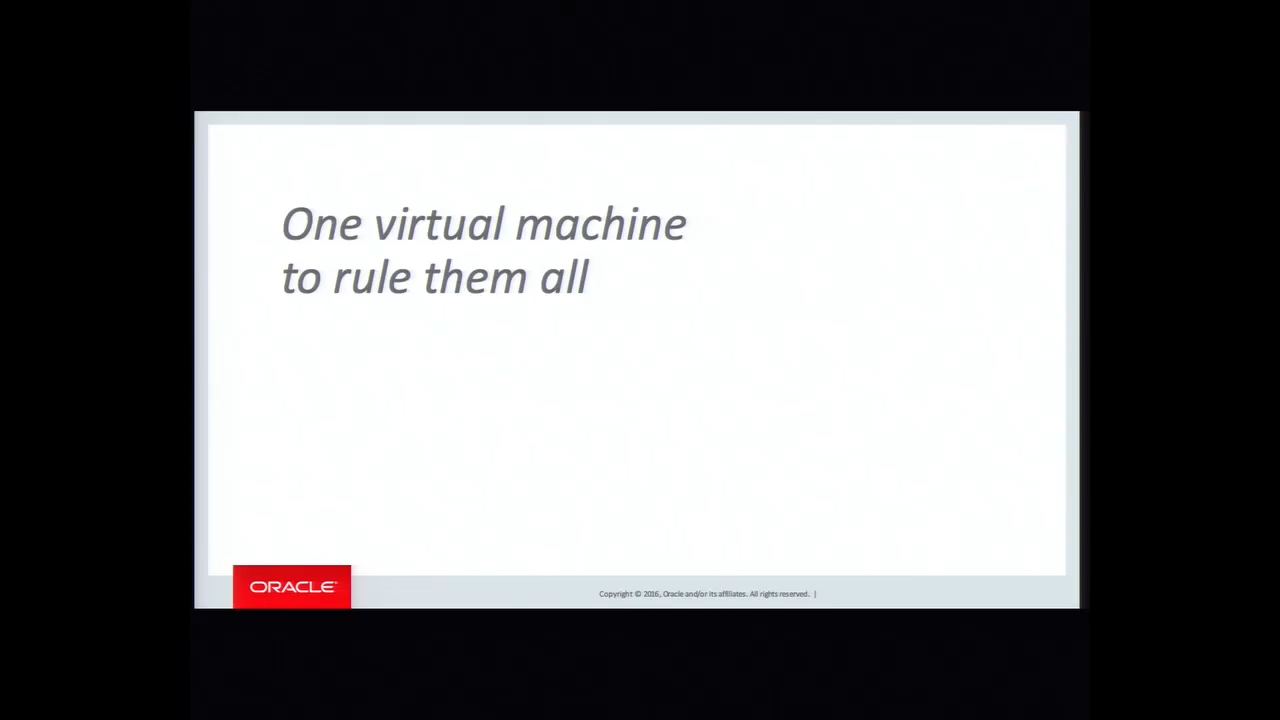 One virtual machine
to rule them all
ORACLE
Copyright © 2016, Oracle and/or its affiliates. All rights reserved. |